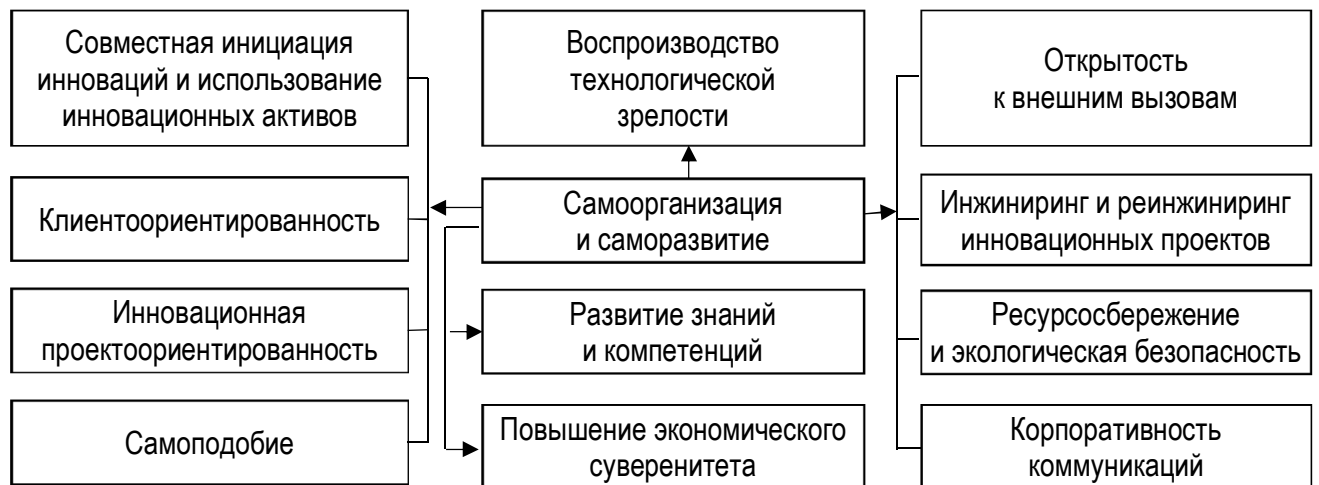 Совместная инициация
инноваций и использование
инновационных активов
Воспроизводство
технологической
зрелости
Открытость
к внешним вызовам
Клиентоориентированность
Самоорганизация
и саморазвитие
Инжиниринг и реинжиниринг
инновационных проектов
Инновационная
проектоориентированность
Развитие знаний
и компетенций
Ресурсосбережение
и экологическая безопасность
Самоподобие
Повышение экономического
суверенитета
Корпоративность
коммуникаций